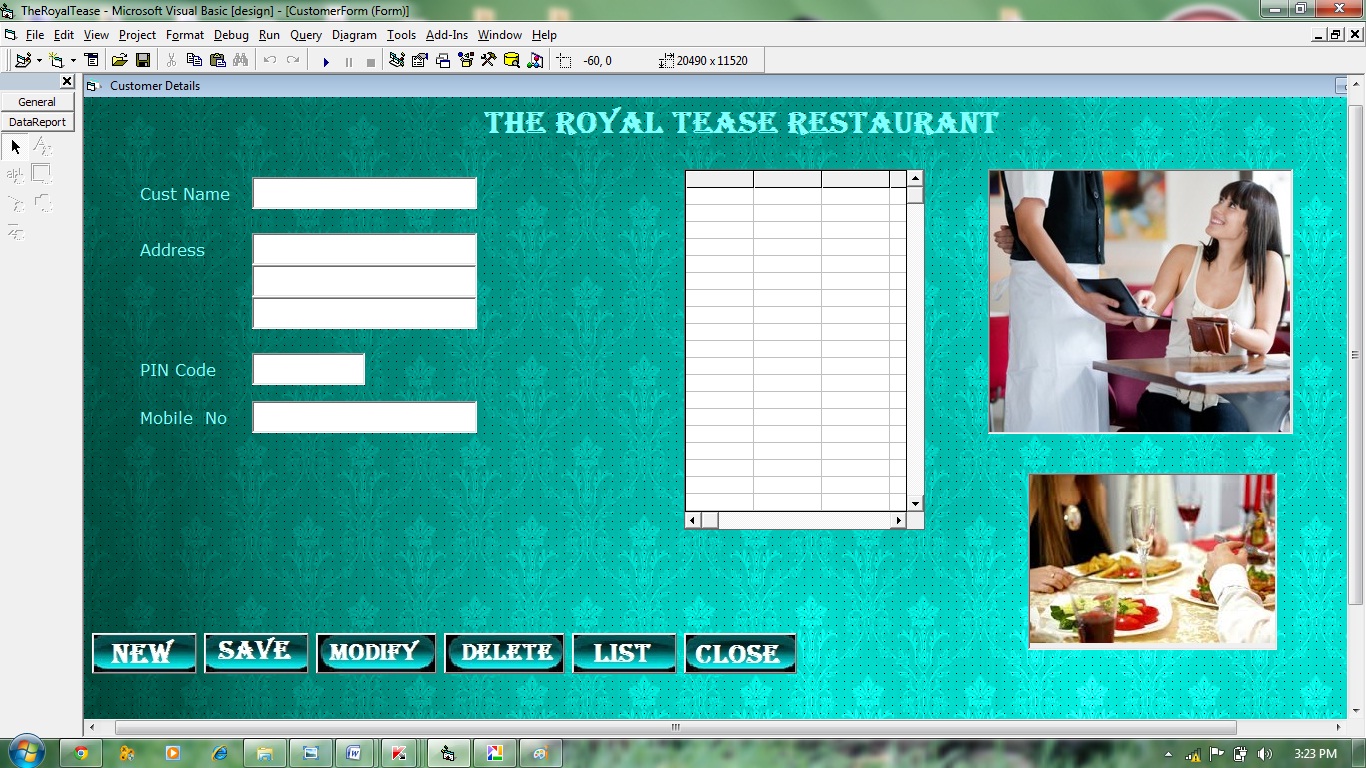 TheRoyalTease - Microsoft Visual Basic [design] - [CustomerForm (Form)]
File Edit View Project Format Debug Run Query Diagram Tools Add-Ins Window Help
-60, 0 20490 x 11520
General
DataReport
Customer Details
THE ROYAL TEASE RESTAURANT
Cust Name
Address
PIN Code
Mobile No
NEW SAVE MODIFY DELETE LIST CLOSE
3:23 PM